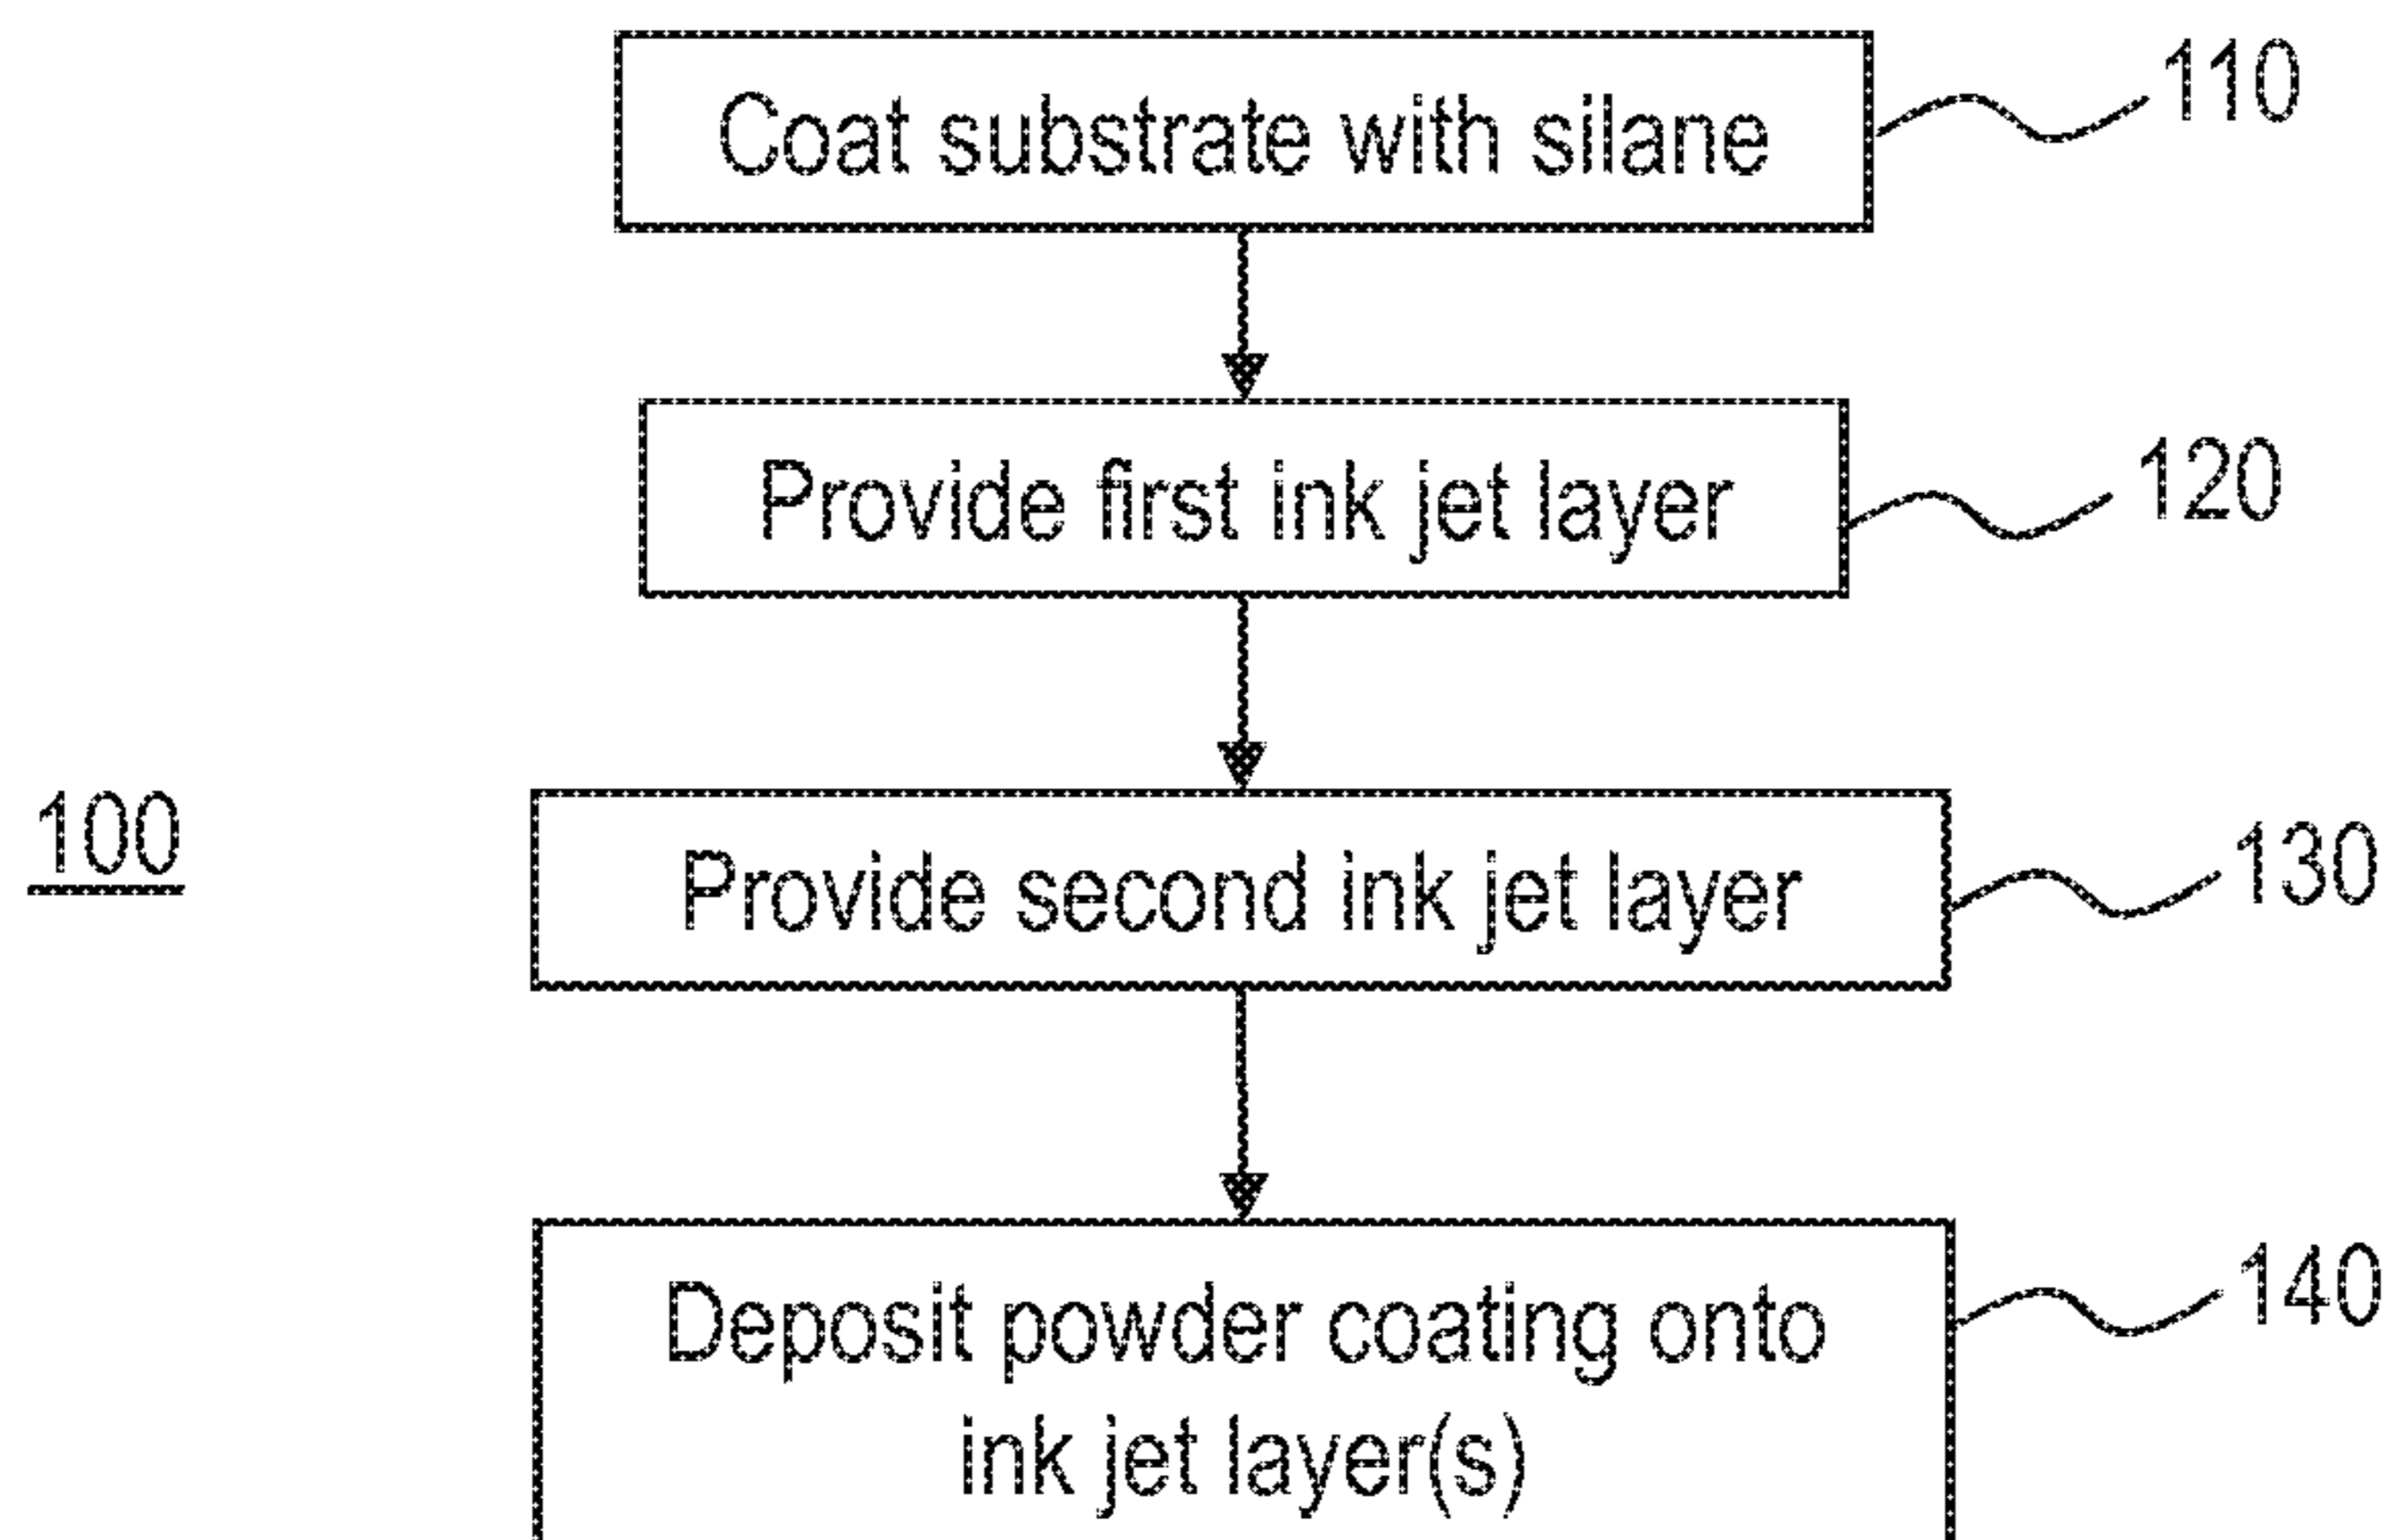 Coat substrate with silane
110
Provide first ink jet layer
120
100
Provide second ink jet layer
130
Deposit powder coating onto
ink jet layer(s)
140